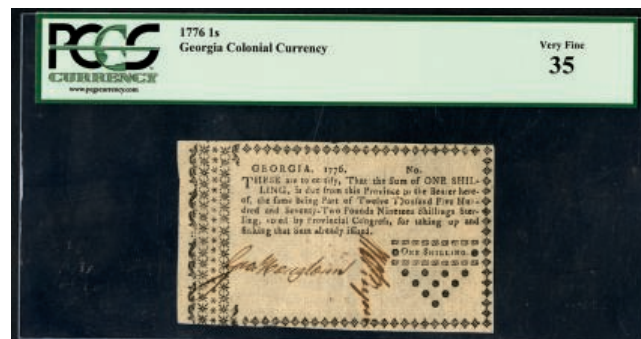 PCGS
CURRENCY
www.pcgscurrency.com
1776 1s
Georgia Colonial Currency
Very Fine
35
GEORGIA, 1776. No.
THESE are to certify, That the Sum of ONE SHIL-
LING, is due from this Province to the Bearer here-
of, the same being Part of Twelve Thousand Five Hun-
dred and Seventy-Two Pounds Nineteen Shillings Ster-
ling, voted by Provincial Congress, for taking up and
sinking that Sum already issued.
ONE SHILLING.